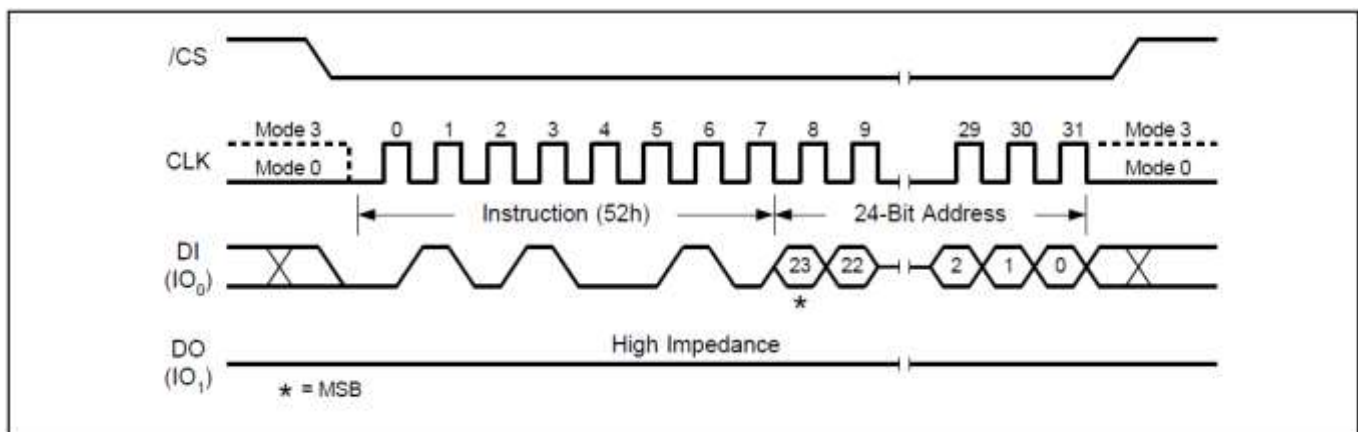 /CS
0 1 2 3 4 5 6 7 8 9 29 30 31
Mode 3 Mode 3
CLK
Mode 0 Mode 0
Instruction (52h) 24-Bit Address
DI
(IO0)
23 22 2 1 0
*
DO
(IO1)
High Impedance
* = MSB